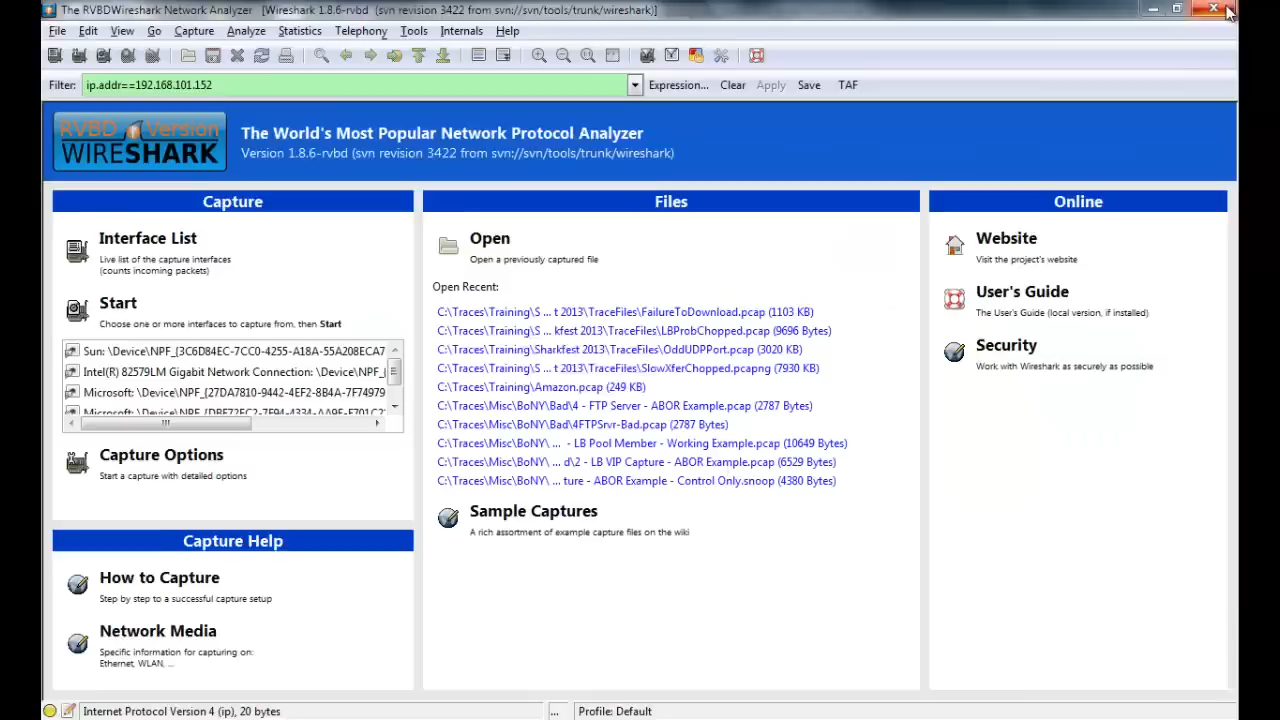 The RVBDWireshark Network Analyzer [Wireshark 1.8.6-rvbd (svn revision 3422 from svn://svn/tools/trunk/wireshark)]
File Edit View Go Capture Analyze Statistics Telephony Tools Internals Help
Filter: ip.addr==192.168.101.152 Expression... Clear Apply Save TAF
RVBD Version
WIRESHARK
The World's Most Popular Network Protocol Analyzer
Version 1.8.6-rvbd (svn revision 3422 from svn://svn/tools/trunk/wireshark)
Capture
Interface List
Live list of the capture interfaces
(counts incoming packets)
Start
Choose one or more interfaces to capture from, then Start
Sun: \Device\NPF_{3C6D84EC-7CC0-4255-A18A-55A208ECA7
Intel(R) 82579LM Gigabit Network Connection: \Device\NPF_
Microsoft: \Device\NPF_{27DA7810-9442-4EF2-8B4A-7F74979
Microsoft: \Device\NPF_
Capture Options
Start a capture with detailed options
Capture Help
How to Capture
Step by step to a successful capture setup
Network Media
Specific information for capturing on:
Ethernet, WLAN, ...
Files
Open
Open a previously captured file
Open Recent:
C:\Traces\Training\S ... t 2013\TraceFiles\FailureToDownload.pcap (1103 KB)
C:\Traces\Training\S ... kfest 2013\TraceFiles\LBProbChopped.pcap (9696 Bytes)
C:\Traces\Training\Sharkfest 2013\TraceFiles\OddUDPPort.pcap (3020 KB)
C:\Traces\Training\S ... t 2013\TraceFiles\SlowXferChopped.pcapng (7930 KB)
C:\Traces\Training\Amazon.pcap (249 KB)
C:\Traces\Misc\BoNY\Bad\4 - FTP Server - ABOR Example.pcap (2787 Bytes)
C:\Traces\Misc\BoNY\Bad\4FTPSrvr-Bad.pcap (2787 Bytes)
C:\Traces\Misc\BoNY\ ... - LB Pool Member - Working Example.pcap (10649 Bytes)
C:\Traces\Misc\BoNY\ ... d\2 - LB VIP Capture - ABOR Example.pcap (6529 Bytes)
C:\Traces\Misc\BoNY\ ... ture - ABOR Example - Control Only.snoop (4380 Bytes)
Sample Captures
A rich assortment of example capture files on the wiki
Online
Website
Visit the project's website
User's Guide
The User's Guide (local version, if installed)
Security
Work with Wireshark as securely as possible
Internet Protocol Version 4 (ip), 20 bytes ... Profile: Default